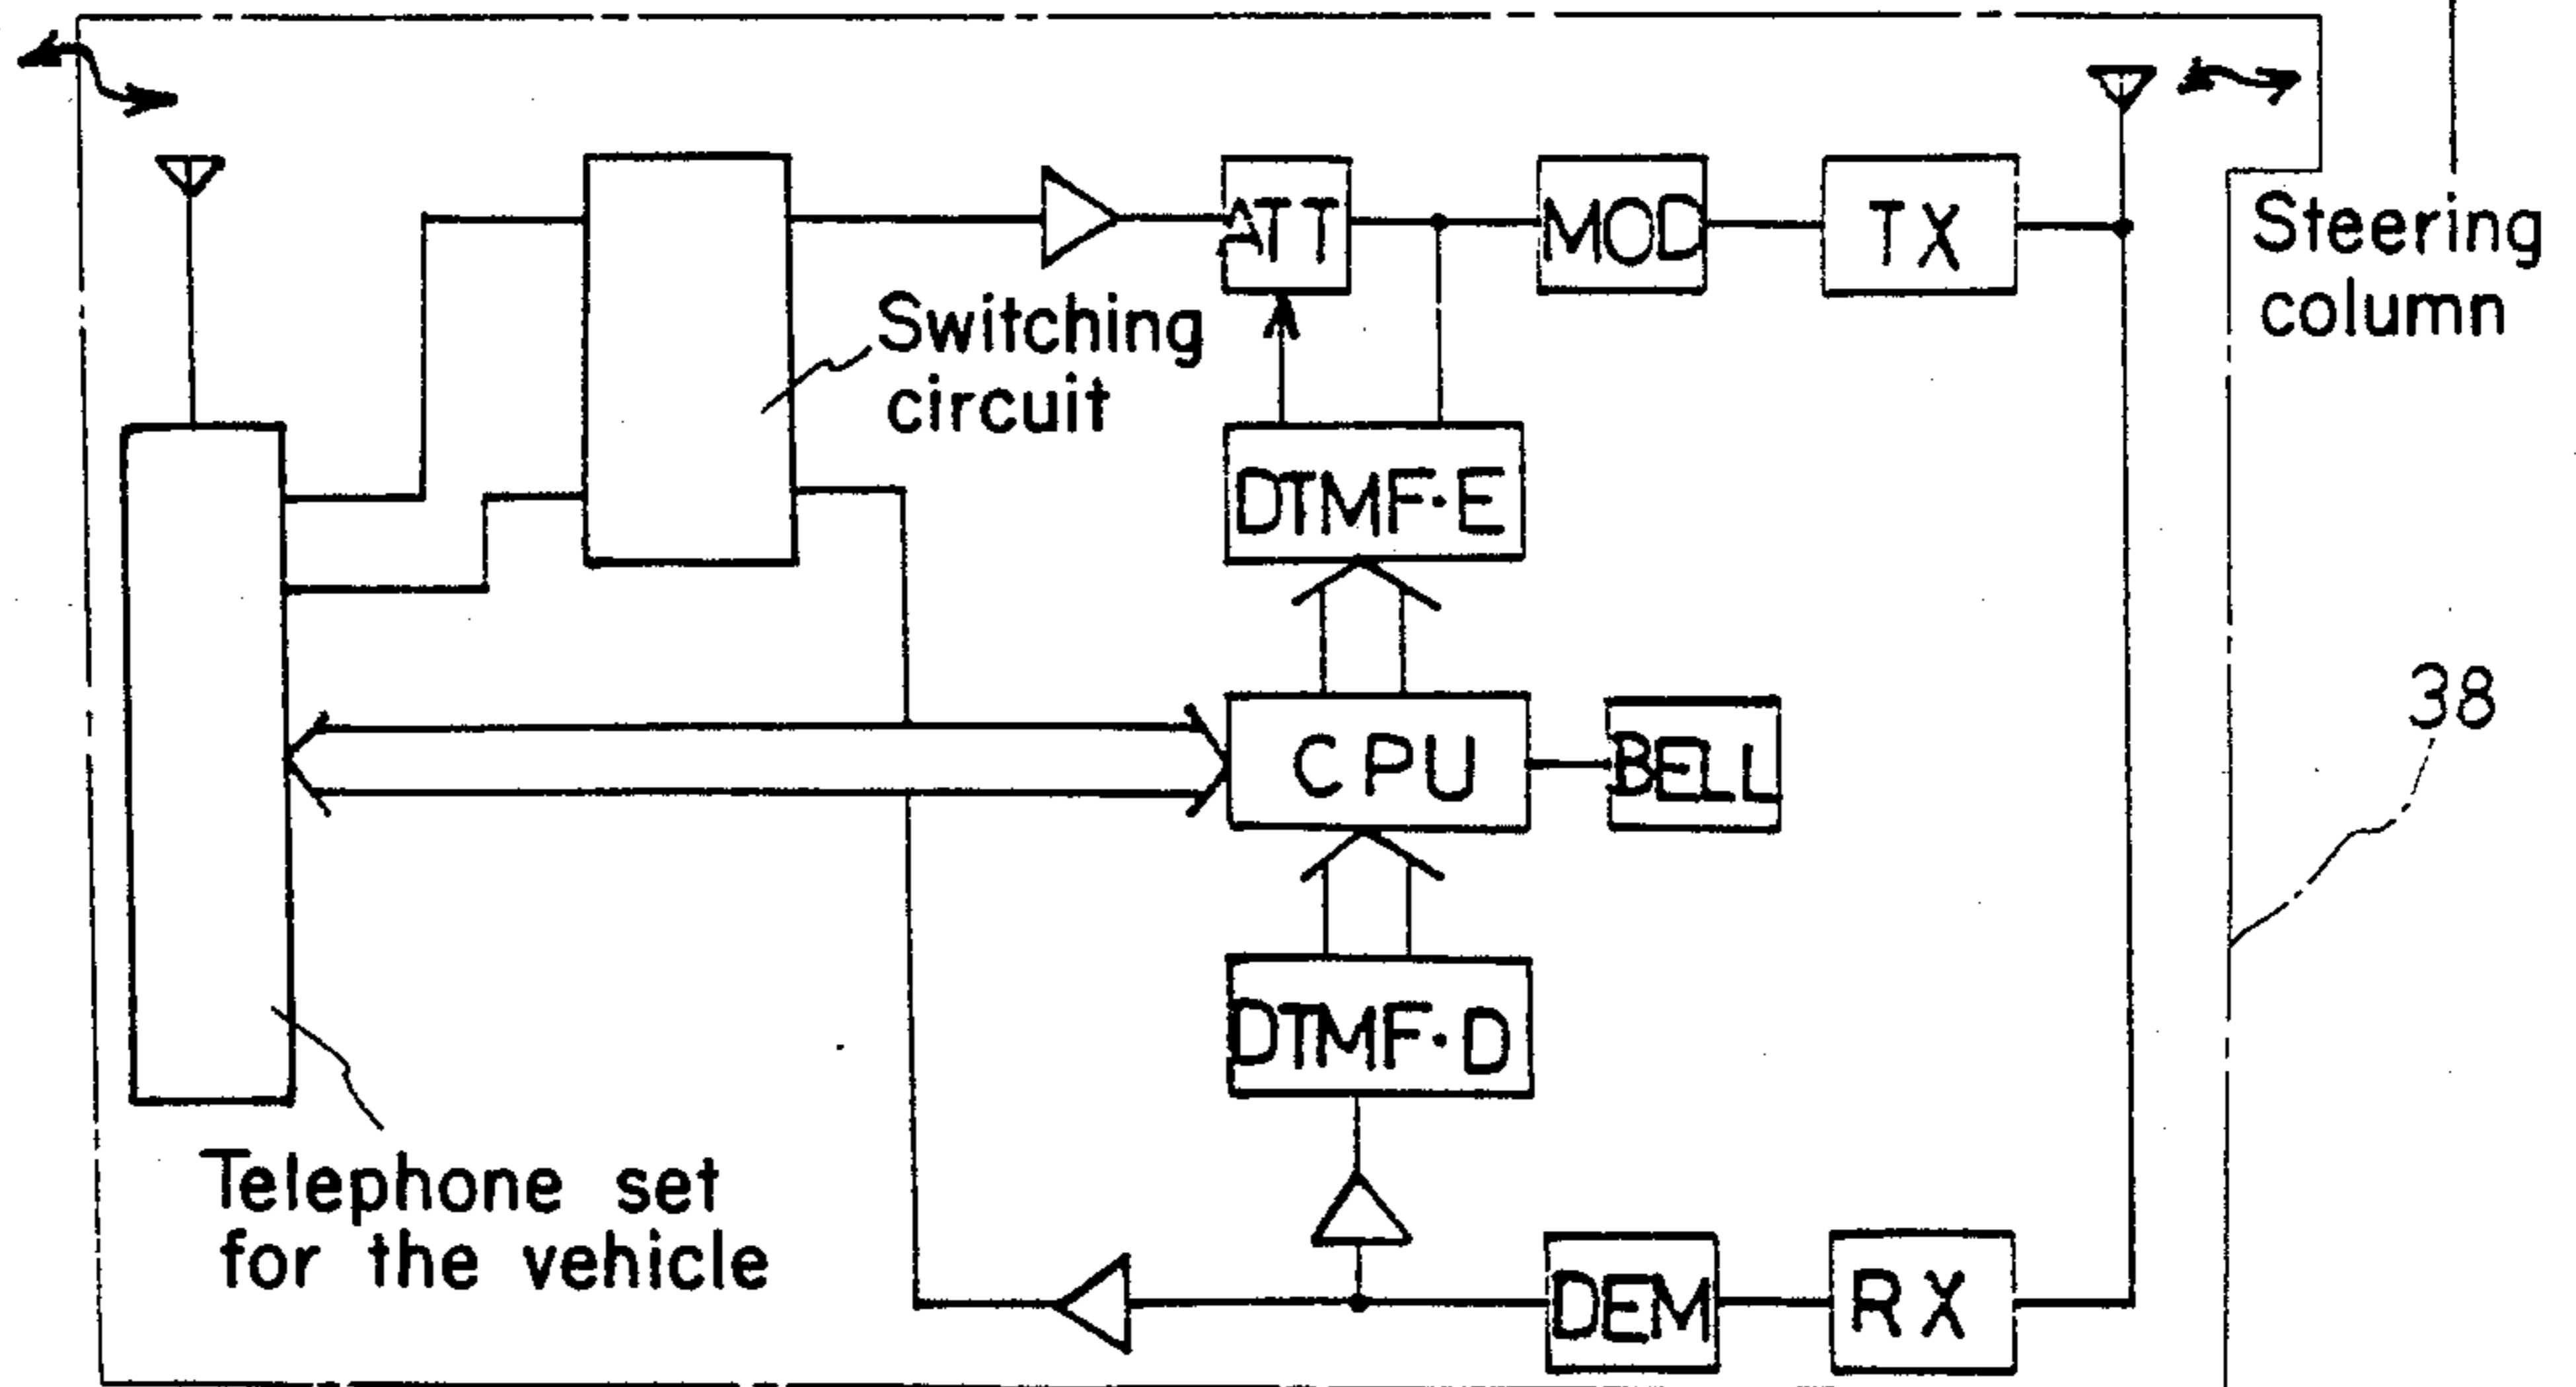 ATT
MOD
TX
Steering
column
Switching
circuit
DTMF·E
38
CPU
BELL
DTMF·D
Telephone set
for the vehicle
DEM
RX